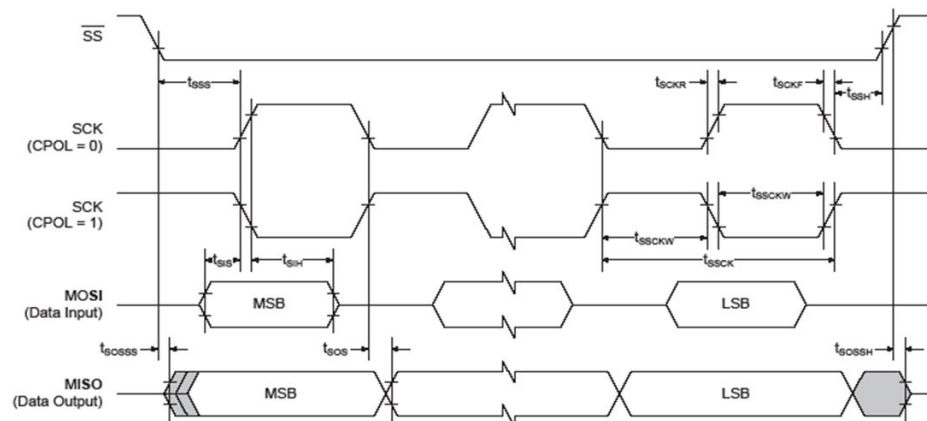 SS
tSSS
tSCKR
tSCKF
tSSH
SCK
(CPOL = 0)
SCK
(CPOL = 1)
tSSCKW
tSSCKW
tSIS
tSIH
tSSCK
MOSI
(Data Input)
MSB
LSB
tSOSSS
tSOS
tSOSSH
MISO
(Data Output)
MSB
LSB